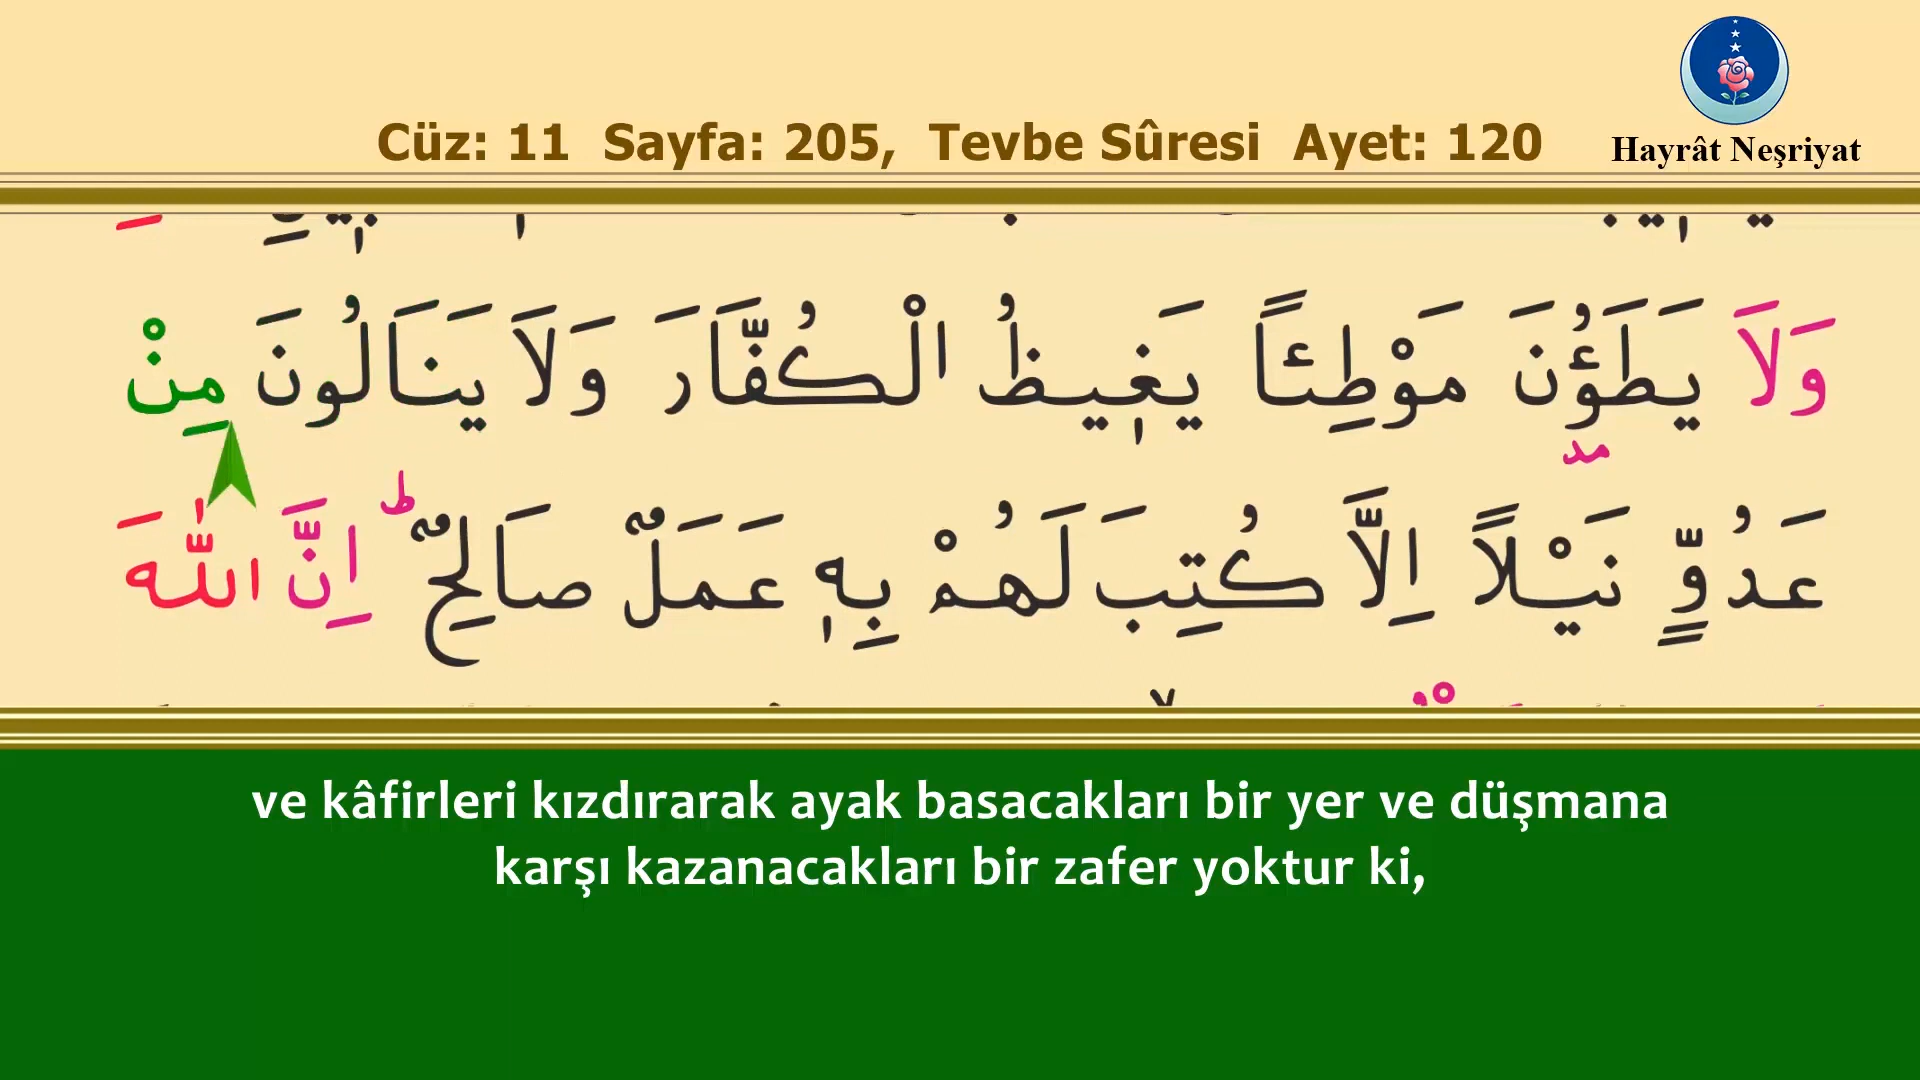 Cüz: 11 Sayfa: 205, Tevbe Sûresi Ayet: 120
Hayrât Neşriyat
وَلَا يَطَؤُ۫نَ مَوْطِئًا يَغ۪يظُ الْكُفَّارَ وَلَا يَنَالُونَ مِنْ
عَدُوٍّ نَيْلًا اِلَّا كُتِبَ لَهُمْ بِه۪ عَمَلٌ صَالِحٌۜ اِنَّ اللّٰهَ
ve kâfirleri kızdırarak ayak basacakları bir yer ve düşmana
karşı kazanacakları bir zafer yoktur ki,